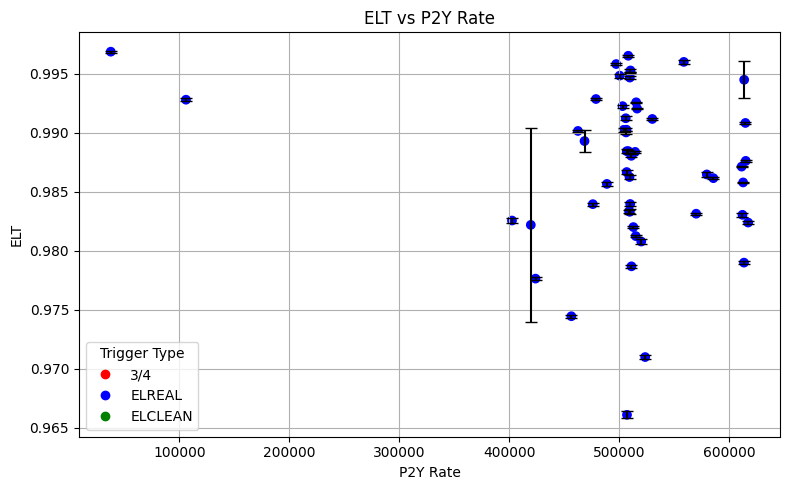 ELT vs P2Y Rate
ELT
0.995
0.990
0.985
0.980
0.975
0.970
0.965
Trigger Type
3/4
ELREAL
ELCLEAN
100000
200000
300000
400000
500000
600000
P2Y Rate